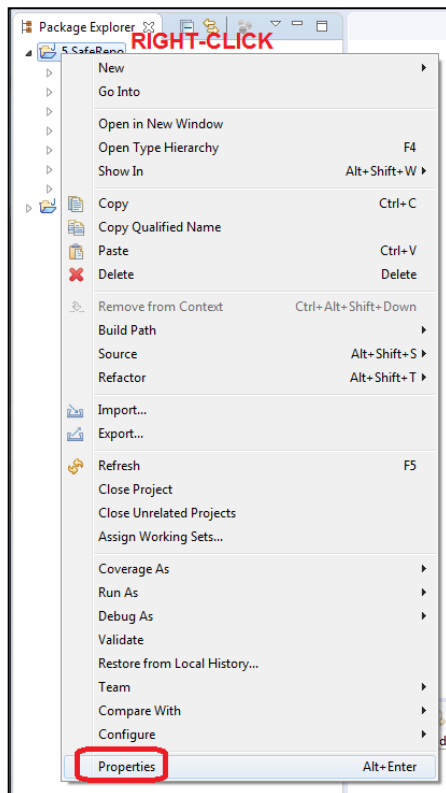 Package Explorer
RIGHT-CLICK
5 SafeRepo
New
Go Into
Open in New Window
Open Type Hierarchy F4
Show In Alt+Shift+W
Copy Ctrl+C
Copy Qualified Name
Paste Ctrl+V
Delete Delete
Remove from Context Ctrl+Alt+Shift+Down
Build Path
Source Alt+Shift+S
Refactor Alt+Shift+T
Import...
Export...
Refresh F5
Close Project
Close Unrelated Projects
Assign Working Sets...
Coverage As
Run As
Debug As
Validate
Restore from Local History...
Team
Compare With
Configure
Properties Alt+Enter